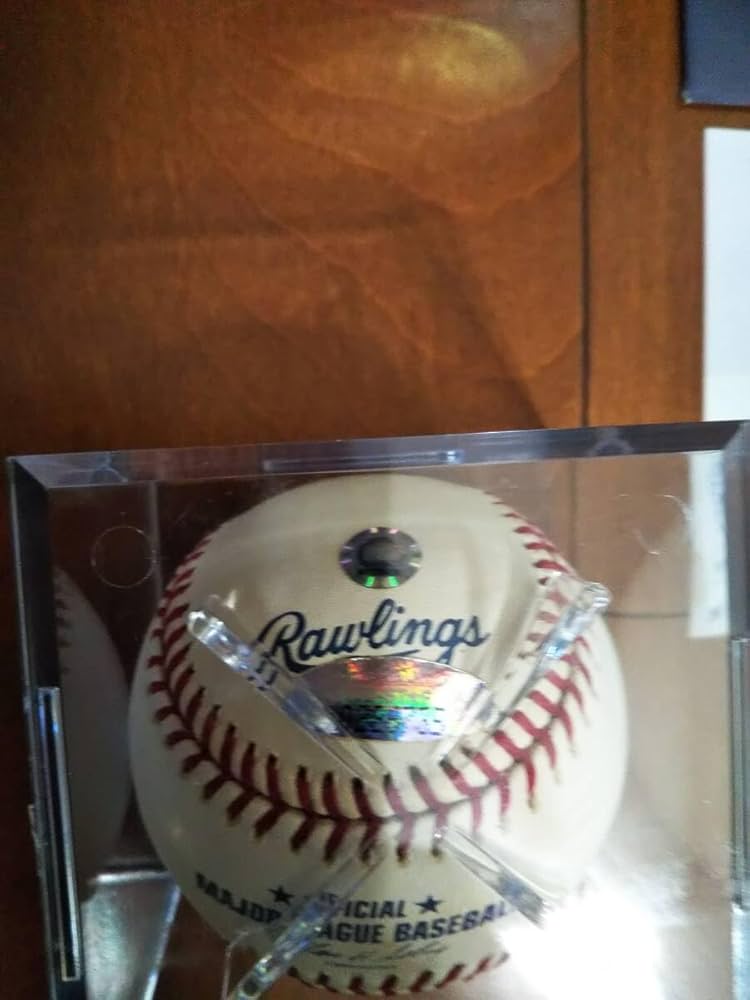 Rawlings
★ OFFICIAL ★
MAJOR LEAGUE BASEBALL